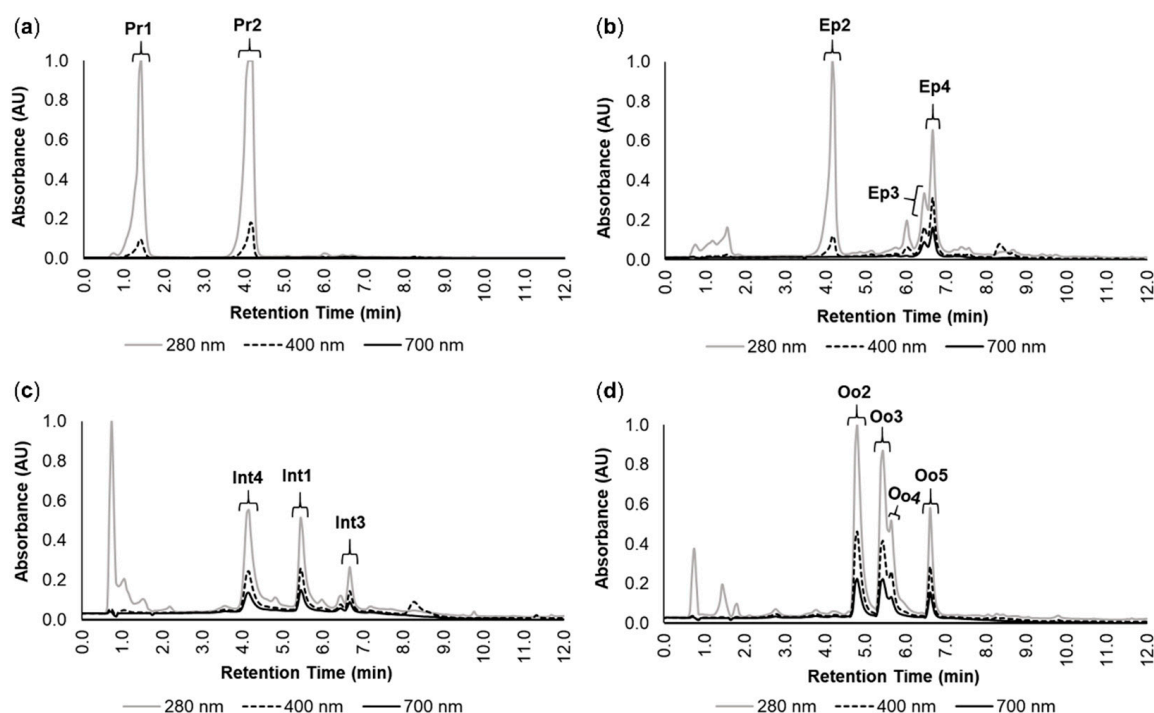 (a)
Pr1
Pr2
Absorbance (AU)
1.0
0.8
0.6
0.4
0.2
0.0
0.0 1.0 2.0 3.0 4.0 5.0 6.0 7.0 8.0 9.0 10.0 11.0 12.0
Retention Time (min)
280 nm 400 nm 700 nm
(b)
Ep2
Ep4
Ep3
Absorbance (AU)
1.0
0.8
0.6
0.4
0.2
0.0
0.0 1.0 2.0 3.0 4.0 5.0 6.0 7.0 8.0 9.0 10.0 11.0 12.0
Retention Time (min)
280 nm 400 nm 700 nm
(c)
Int4
Int1
Int3
Absorbance (AU)
1.0
0.8
0.6
0.4
0.2
0.0
0.0 1.0 2.0 3.0 4.0 5.0 6.0 7.0 8.0 9.0 10.0 11.0 12.0
Retention Time (min)
280 nm 400 nm 700 nm
(d)
Oo2
Oo3
Oo4
Oo5
Absorbance (AU)
1.0
0.8
0.6
0.4
0.2
0.0
0.0 1.0 2.0 3.0 4.0 5.0 6.0 7.0 8.0 9.0 10.0 11.0 12.0
Retention Time (min)
280 nm 400 nm 700 nm